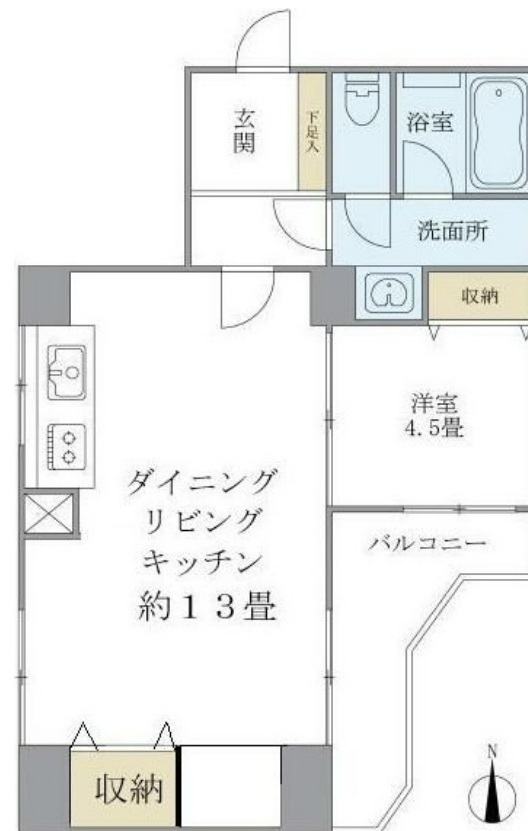 玄
関
下
足
入
浴室
洗面所
収納
洋室
4.5畳
ダイニング
リビング
キッチン
約13畳
バルコニー
収納
N